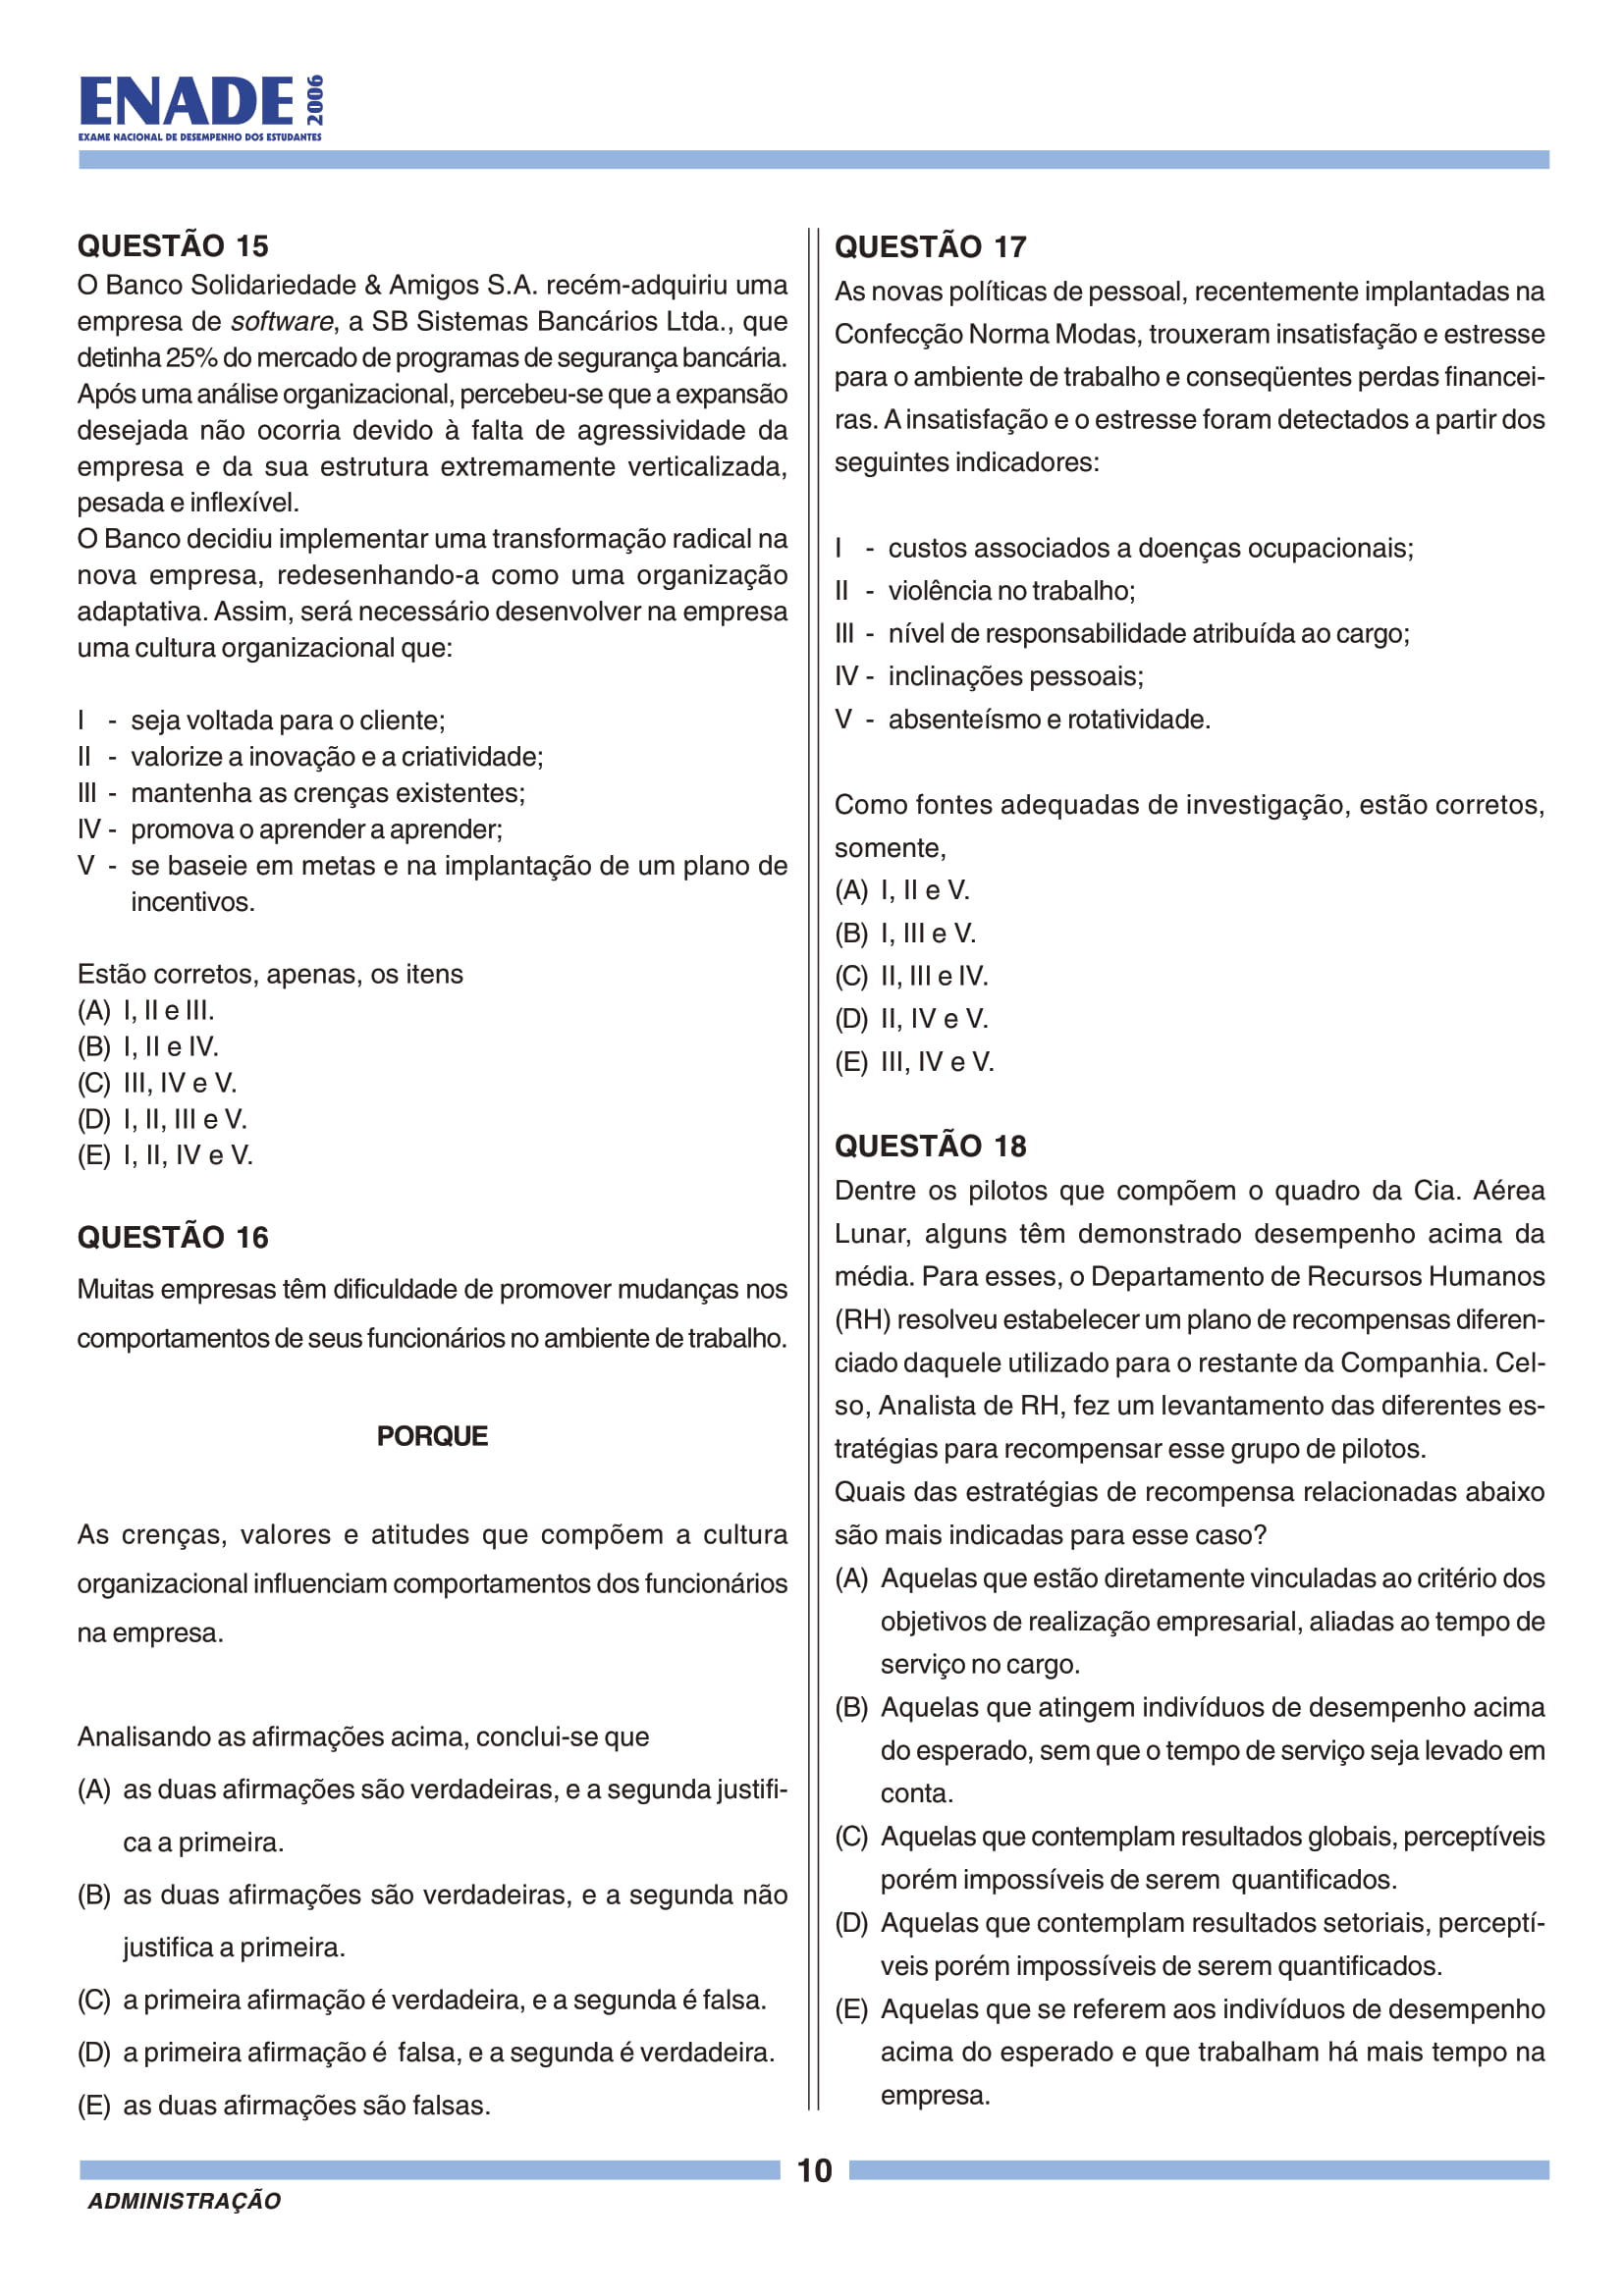 ENADE 2006
EXAME NACIONAL DE DESEMPENHO DOS ESTUDANTES
QUESTÃO 15
O Banco Solidariedade & Amigos S.A. recém-adquiriu uma
empresa de software, a SB Sistemas Bancários Ltda., que
detinha 25% do mercado de programas de segurança bancária.
Após uma análise organizacional, percebeu-se que a expansão
desejada não ocorria devido à falta de agressividade da
empresa e da sua estrutura extremamente verticalizada,
pesada e inflexível.
O Banco decidiu implementar uma transformação radical na
nova empresa, redesenhando-a como uma organização
adaptativa. Assim, será necessário desenvolver na empresa
uma cultura organizacional que:
I - seja voltada para o cliente;
II - valorize a inovação e a criatividade;
III - mantenha as crenças existentes;
IV - promova o aprender a aprender;
V - se baseie em metas e na implantação de um plano de
incentivos.
Estão corretos, apenas, os itens
(A) I, II e III.
(B) I, II e IV.
(C) III, IV e V.
(D) I, II, III e V.
(E) I, II, IV e V.
QUESTÃO 16
Muitas empresas têm dificuldade de promover mudanças nos
comportamentos de seus funcionários no ambiente de trabalho.
PORQUE
As crenças, valores e atitudes que compõem a cultura
organizacional influenciam comportamentos dos funcionários
na empresa.
Analisando as afirmações acima, conclui-se que
(A) as duas afirmações são verdadeiras, e a segunda justifi-
ca a primeira.
(B) as duas afirmações são verdadeiras, e a segunda não
justifica a primeira.
(C) a primeira afirmação é verdadeira, e a segunda é falsa.
(D) a primeira afirmação é falsa, e a segunda é verdadeira.
(E) as duas afirmações são falsas.
QUESTÃO 17
As novas políticas de pessoal, recentemente implantadas na
Confecção Norma Modas, trouxeram insatisfação e estresse
para o ambiente de trabalho e conseqüentes perdas financei-
ras. A insatisfação e o estresse foram detectados a partir dos
seguintes indicadores:
I - custos associados a doenças ocupacionais;
II - violência no trabalho;
III - nível de responsabilidade atribuída ao cargo;
IV - inclinações pessoais;
V - absenteísmo e rotatividade.
Como fontes adequadas de investigação, estão corretos,
somente,
(A) I, II e V.
(B) I, III e V.
(C) II, III e IV.
(D) II, IV e V.
(E) III, IV e V.
QUESTÃO 18
Dentre os pilotos que compõem o quadro da Cia. Aérea
Lunar, alguns têm demonstrado desempenho acima da
média. Para esses, o Departamento de Recursos Humanos
(RH) resolveu estabelecer um plano de recompensas diferen-
ciado daquele utilizado para o restante da Companhia. Cel-
so, Analista de RH, fez um levantamento das diferentes es-
tratégias para recompensar esse grupo de pilotos.
Quais das estratégias de recompensa relacionadas abaixo
são mais indicadas para esse caso?
(A) Aquelas que estão diretamente vinculadas ao critério dos
objetivos de realização empresarial, aliadas ao tempo de
serviço no cargo.
(B) Aquelas que atingem indivíduos de desempenho acima
do esperado, sem que o tempo de serviço seja levado em
conta.
(C) Aquelas que contemplam resultados globais, perceptíveis
porém impossíveis de serem quantificados.
(D) Aquelas que contemplam resultados setoriais, perceptí-
veis porém impossíveis de serem quantificados.
(E) Aquelas que se referem aos indivíduos de desempenho
acima do esperado e que trabalham há mais tempo na
empresa.
10
ADMINISTRAÇÃO